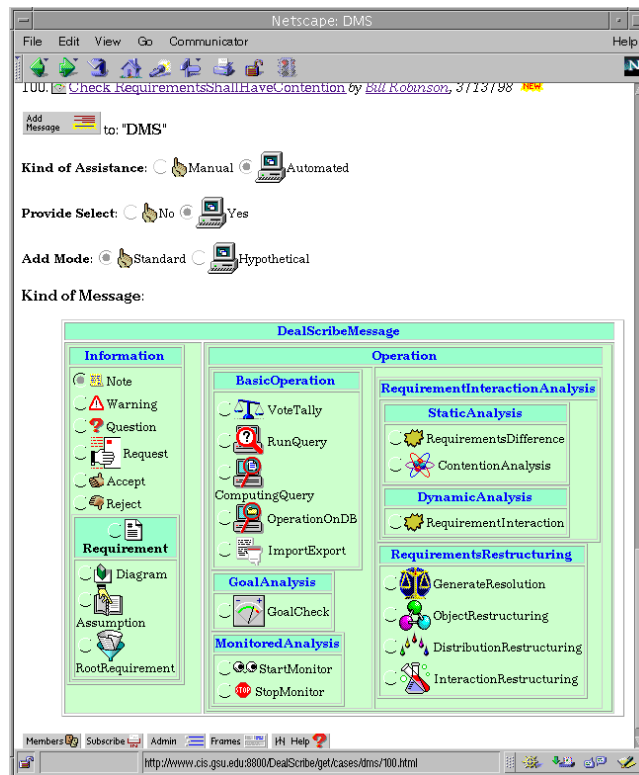 Netscape: DMS
File Edit View Go Communicator Help
N
100. Check RequirementsShallHaveContention by Bill Robinson, 3/13/98 NEW
Add Message to: "DMS"
Kind of Assistance: Manual Automated
Provide Select: No Yes
Add Mode: Standard Hypothetical
Kind of Message:
DealScribeMessage
Information
Note
Warning
Question
Request
Accept
Reject
Requirement
Diagram
Assumption
RootRequirement
Operation
BasicOperation
VoteTally
RunQuery
ComputingQuery
OperationOnDB
ImportExport
GoalAnalysis
GoalCheck
MonitoredAnalysis
StartMonitor
STOP StopMonitor
RequirementInteractionAnalysis
StaticAnalysis
RequirementsDifference
ContentionAnalysis
DynamicAnalysis
RequirementInteraction
RequirementsRestructuring
GenerateResolution
ObjectRestructuring
DistributionRestructuring
InteractionRestructuring
Members Subscribe Admin Frames Help
http://www.cis.gsu.edu:8800/DealScribe/get/cases/dms/100.html